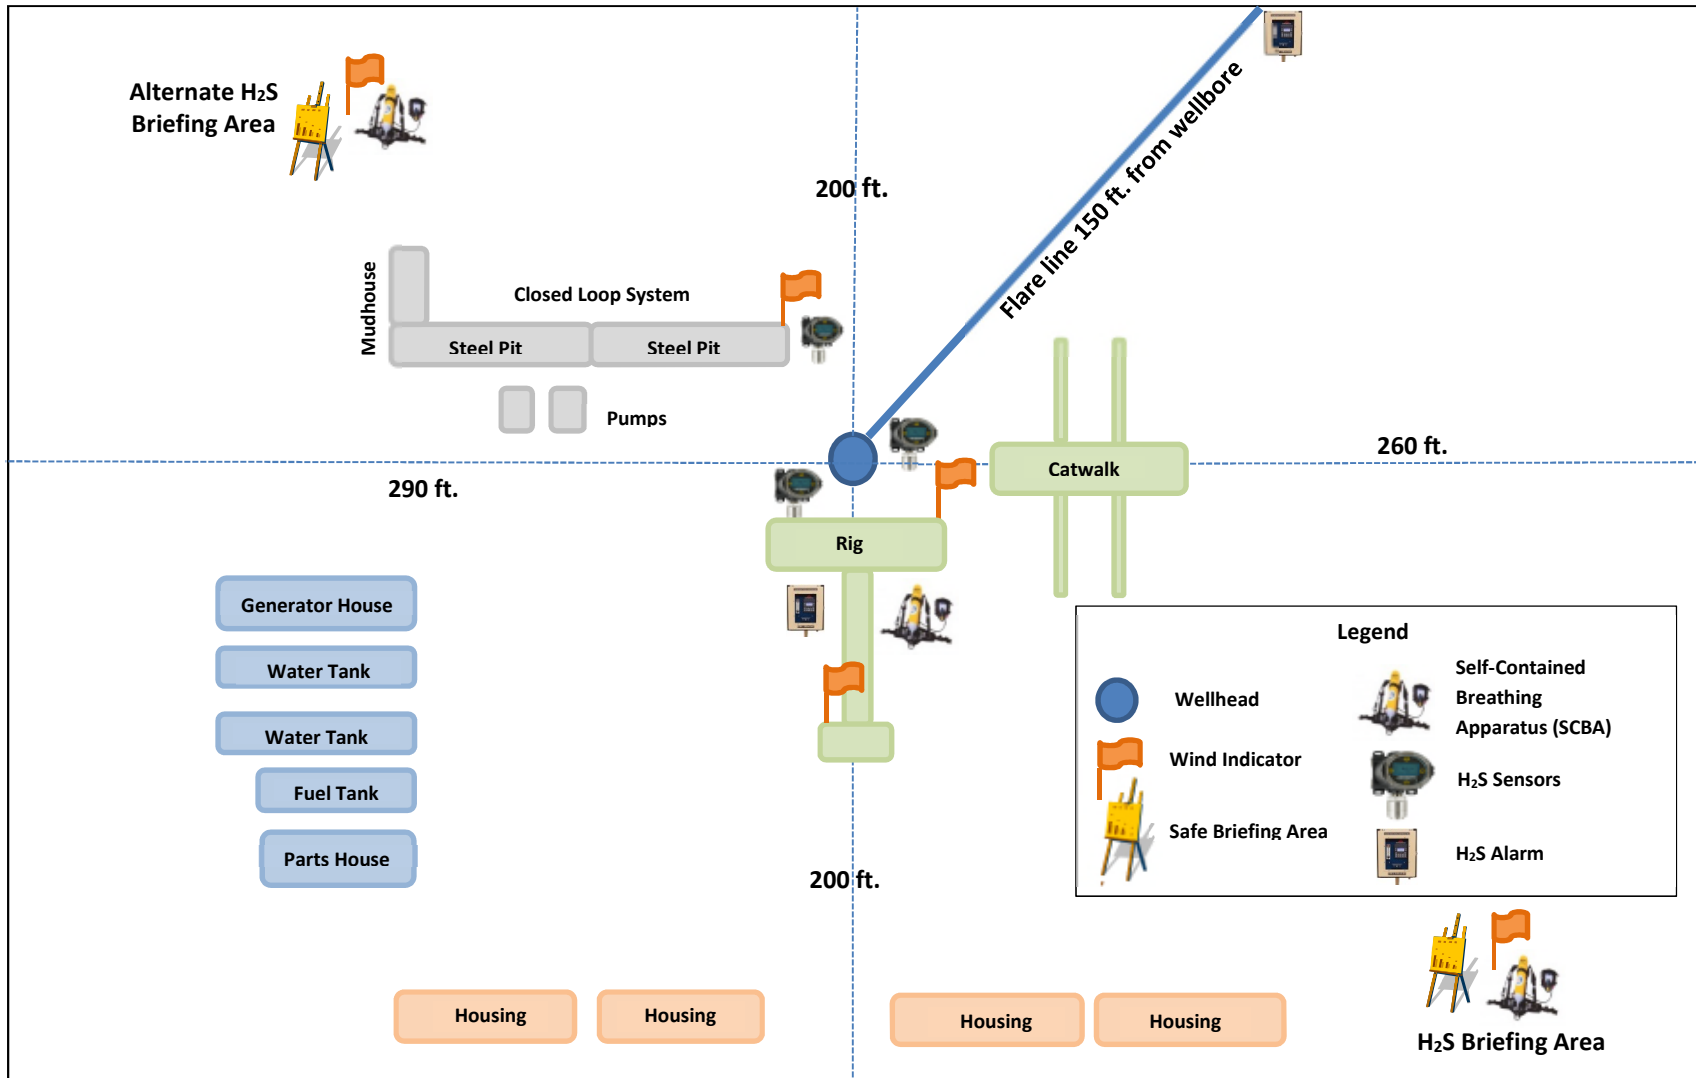 Alternate H₂S
Briefing Area
200 ft.
Flare line 150 ft. from wellbore
Mudhouse
Closed Loop System
Steel Pit
Steel Pit
Pumps
290 ft.
260 ft.
Catwalk
Rig
Generator House
Water Tank
Water Tank
Fuel Tank
Parts House
200 ft.
Legend
Wellhead
Wind Indicator
Safe Briefing Area
Self-Contained
Breathing
Apparatus (SCBA)
H₂S Sensors
H₂S Alarm
Housing
Housing
Housing
Housing
H₂S Briefing Area